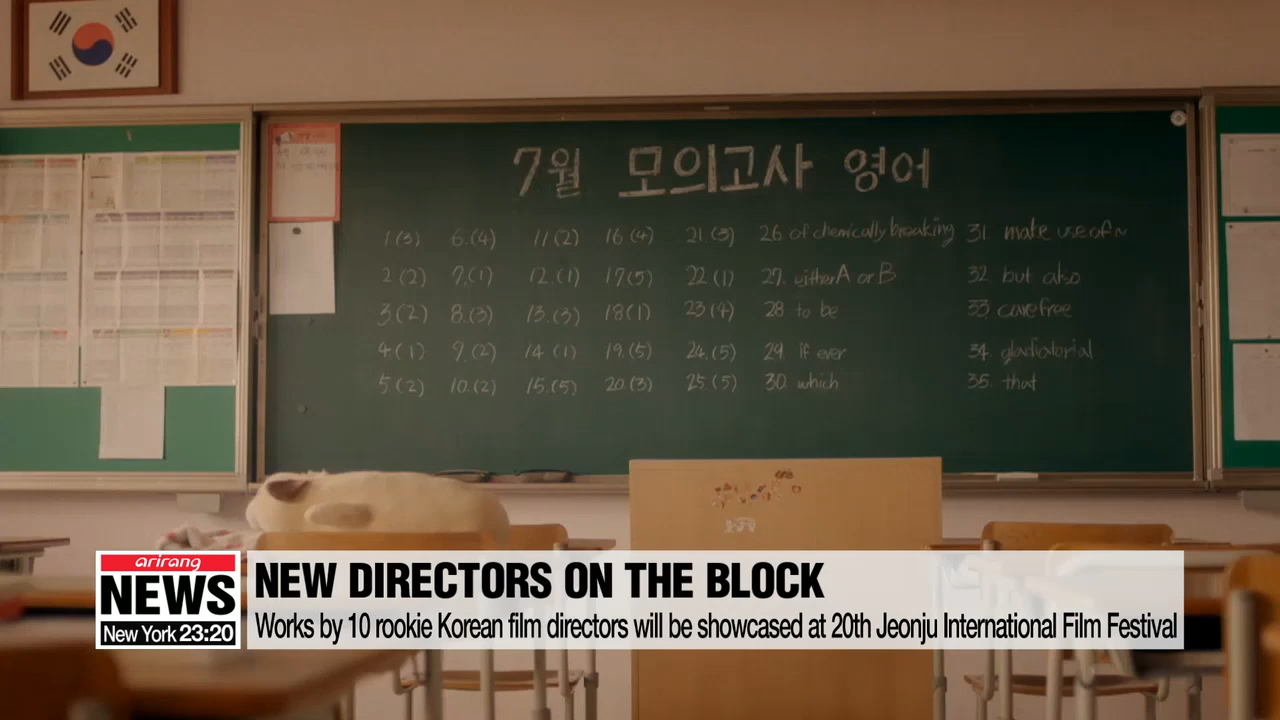 7월 모의고사 영어
1 (3) 6.(4) 11 (2) 16 (4) 21 (3) 26 of chemically breaking 31 make use of ~
2 (2) 7.(1) 12.(1) 17(5) 22 (1) 27. either A or B 32 but also
3 (2) 8.(3) 13.(3) 18(1) 23 (4) 28 to be 33 carefree
4 (1) 9.(2) 14 (1) 19.(5) 24.(5) 29 if ever 34. gladiatorial
5 (2) 10.(2) 15.(5) 20 (3) 25 (5) 30 which 35. that
arirang
NEWS
New York 23:20
NEW DIRECTORS ON THE BLOCK
Works by 10 rookie Korean film directors will be showcased at 20th Jeonju International Film Festival